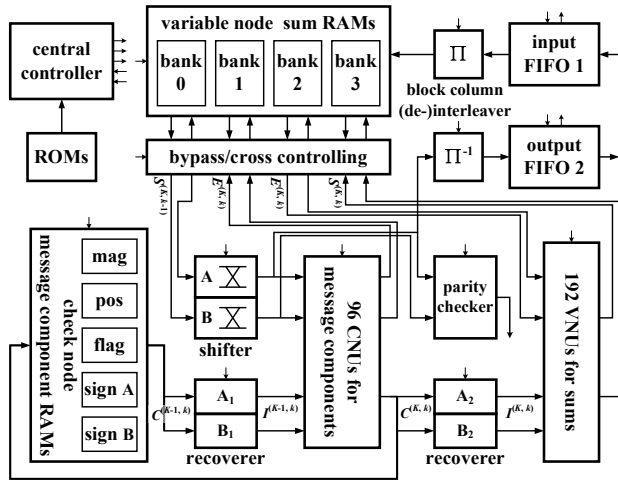 variable node sum RAMs
central
controller
bank
0
bank
1
bank
2
bank
3
∏
input
FIFO 1
block column
(de-)interleaver
ROMs
bypass/cross controlling
∏⁻¹
output
FIFO 2
S^(K, k-1)
E^(K, k)
E^(K, k)
S^(K, k)
check node
message component RAMs
mag
pos
flag
sign A
sign B
A
B
shifter
96 CNUs for
message components
parity
checker
192 VNUs for sums
C^(K-1, k)
A₁
B₁
I^(K-1, k)
recoverer
C^(K, k)
A₂
B₂
I^(K, k)
recoverer